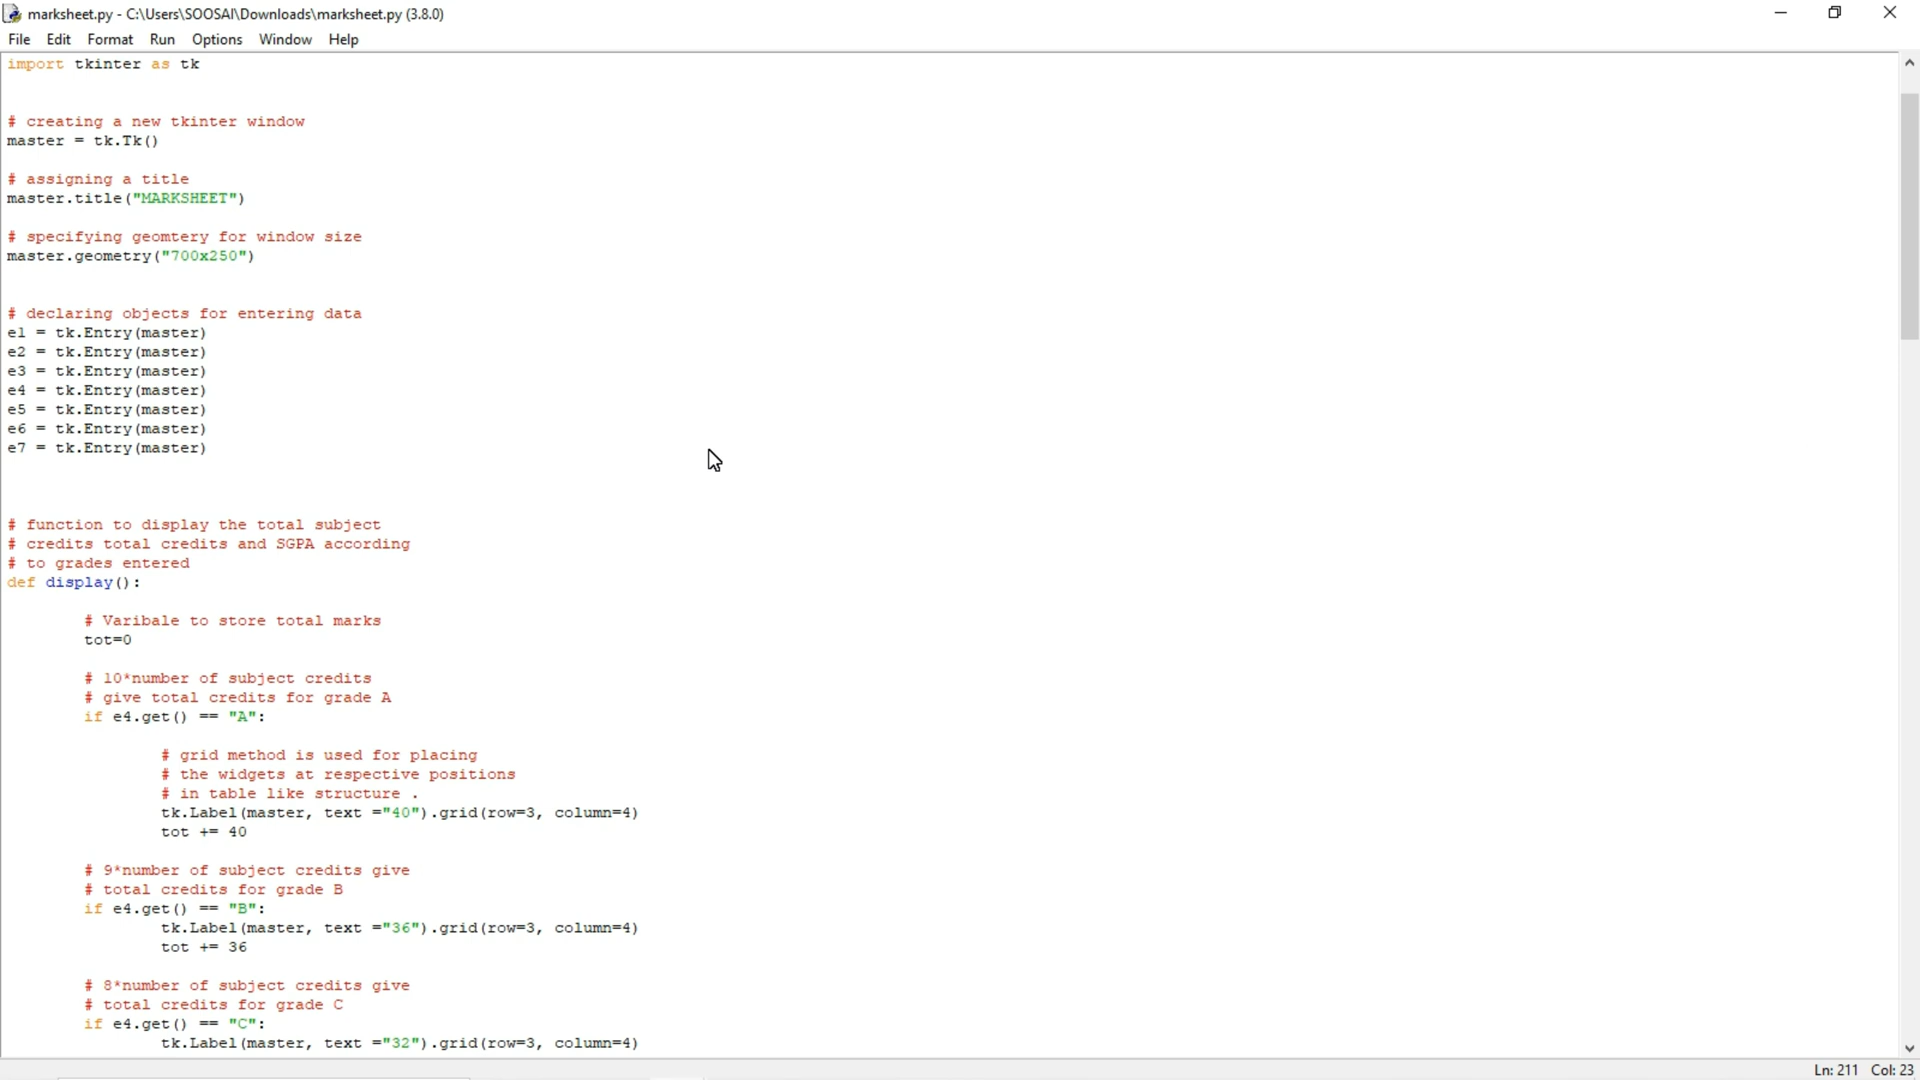 marksheet.py - C:\Users\SOOSAI\Downloads\marksheet.py (3.8.0)
File Edit Format Run Options Window Help
import tkinter as tk
# creating a new tkinter window
master = tk.Tk()
# assigning a title
master.title("MARKSHEET")
# specifying geomtery for window size
master.geometry("700x250")
# declaring objects for entering data
e1 = tk.Entry(master)
e2 = tk.Entry(master)
e3 = tk.Entry(master)
e4 = tk.Entry(master)
e5 = tk.Entry(master)
e6 = tk.Entry(master)
e7 = tk.Entry(master)
# function to display the total subject
# credits total credits and SGPA according
# to grades entered
def display():
# Varibale to store total marks
tot=0
# 10*number of subject credits
# give total credits for grade A
if e4.get() == "A":
# grid method is used for placing
# the widgets at respective positions
# in table like structure .
tk.Label(master, text ="40").grid(row=3, column=4)
tot += 40
# 9*number of subject credits give
# total credits for grade B
if e4.get() == "B":
tk.Label(master, text ="36").grid(row=3, column=4)
tot += 36
# 8*number of subject credits give
# total credits for grade C
if e4.get() == "C":
tk.Label(master, text ="32").grid(row=3, column=4)
Ln: 211 Col: 23